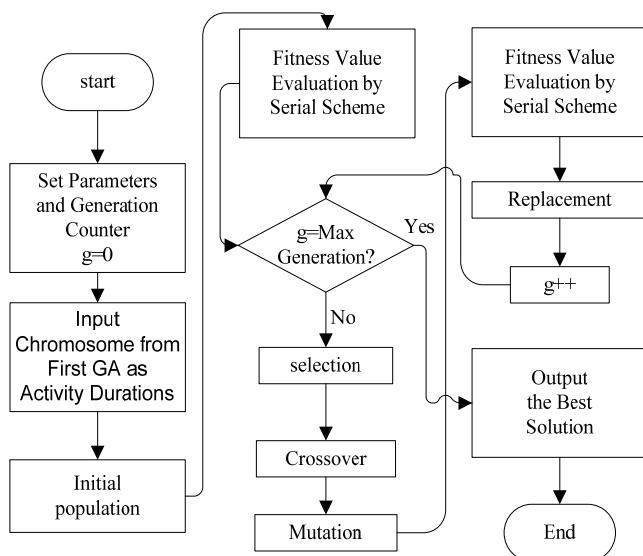 start
Set Parameters
and Generation
Counter
g=0
Input
Chromosome from
First GA as
Activity Durations
Initial
population
Fitness Value
Evaluation by
Serial Scheme
g=Max
Generation?
Yes
No
selection
Crossover
Mutation
Fitness Value
Evaluation by
Serial Scheme
Replacement
g++
Output
the Best
Solution
End